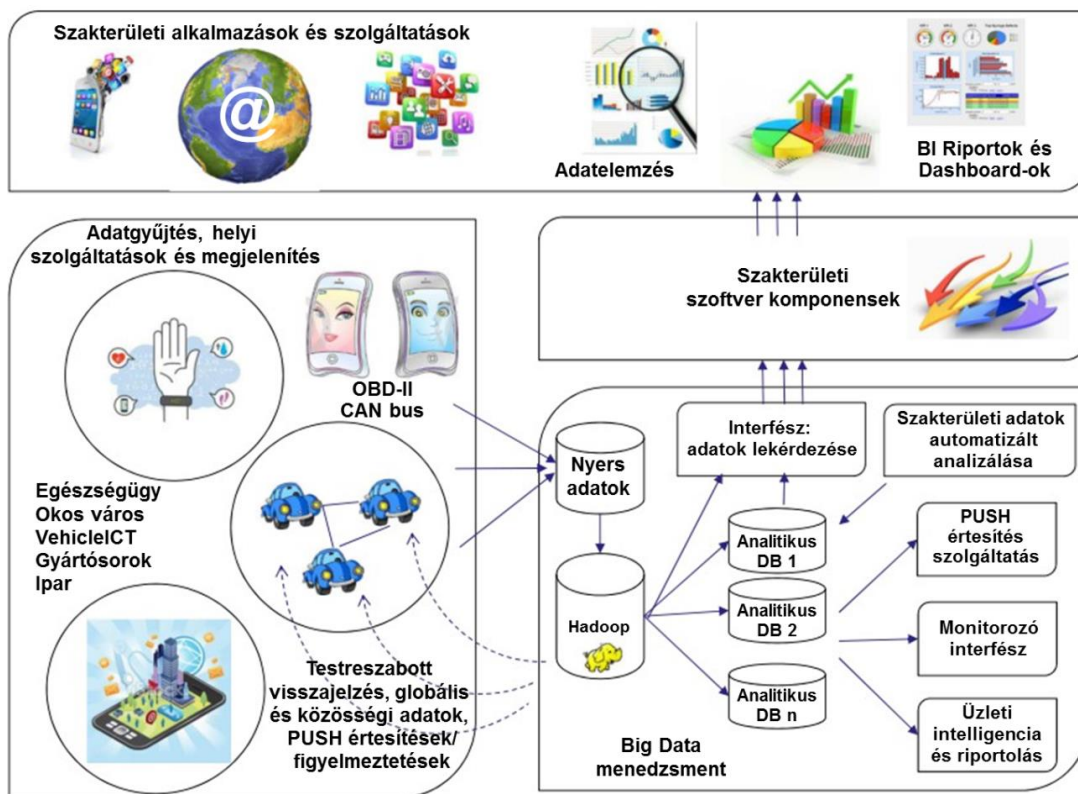 Szakterületi alkalmazások és szolgáltatások
@
Adatelemzés
BI Riportok és
Dashboard-ok
Adatgyűjtés, helyi
szolgáltatások és megjelenítés
OBD-II
CAN bus
Egészségügy
Okos város
VehicleICT
Gyártósorok
Ipar
Testreszabott
visszajelzés, globális
és közösségi adatok,
PUSH értesítések/
figyelmeztetések
Szakterületi
szoftver komponensek
Nyers
adatok
Hadoop
Interfész:
adatok lekérdezése
Szakterületi adatok
automatizált
analizálása
Analitikus
DB 1
Analitikus
DB 2
Analitikus
DB n
PUSH
értesítés
szolgáltatás
Monitorozó
interfész
Üzleti
intelligencia
és riportolás
Big Data
menedzsment